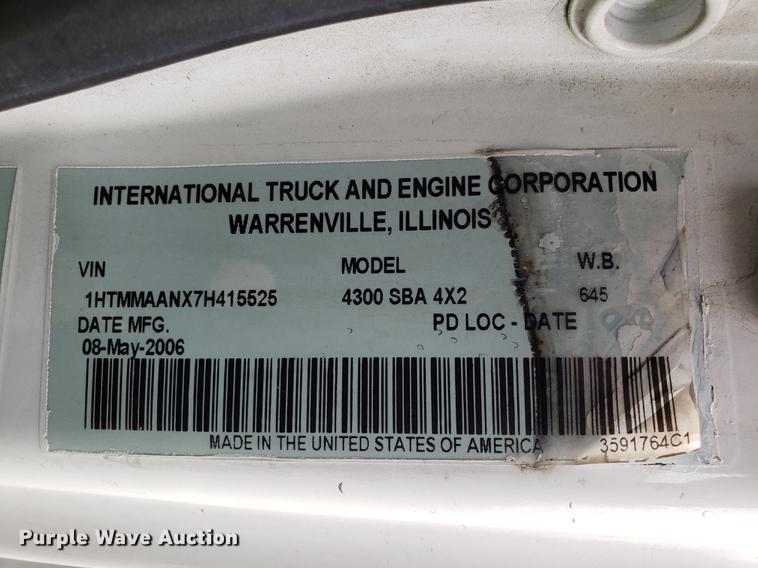 INTERNATIONAL TRUCK AND ENGINE CORPORATION
WARRENVILLE, ILLINOIS
VIN MODEL W.B.
1HTMMAANX7H415525 4300 SBA 4X2 645
DATE MFG. PD LOC - DATE
08-May-2006
MADE IN THE UNITED STATES OF AMERICA 3591764C1
Purple Wave Auction